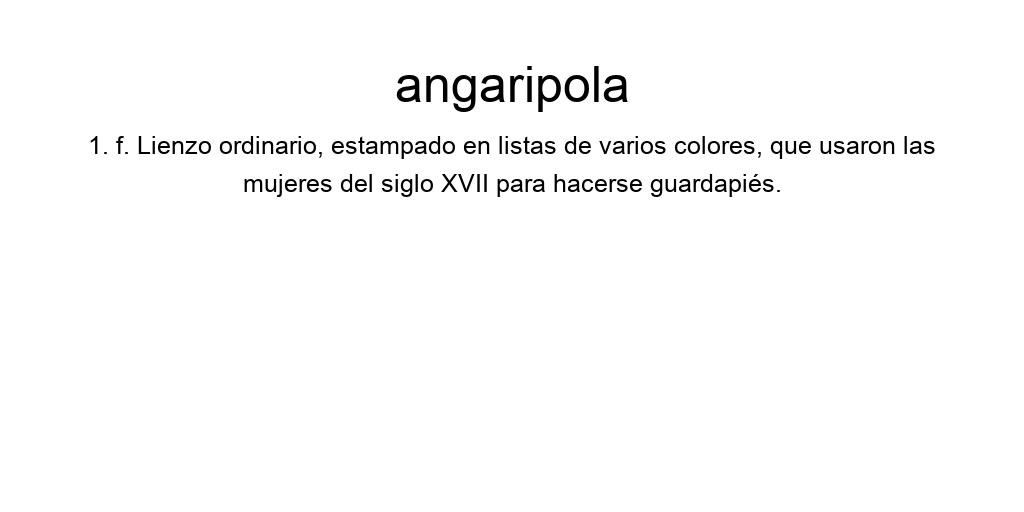 angaripola
1. f. Lienzo ordinario, estampado en listas de varios colores, que usaron las
mujeres del siglo XVII para hacerse guardapiés.